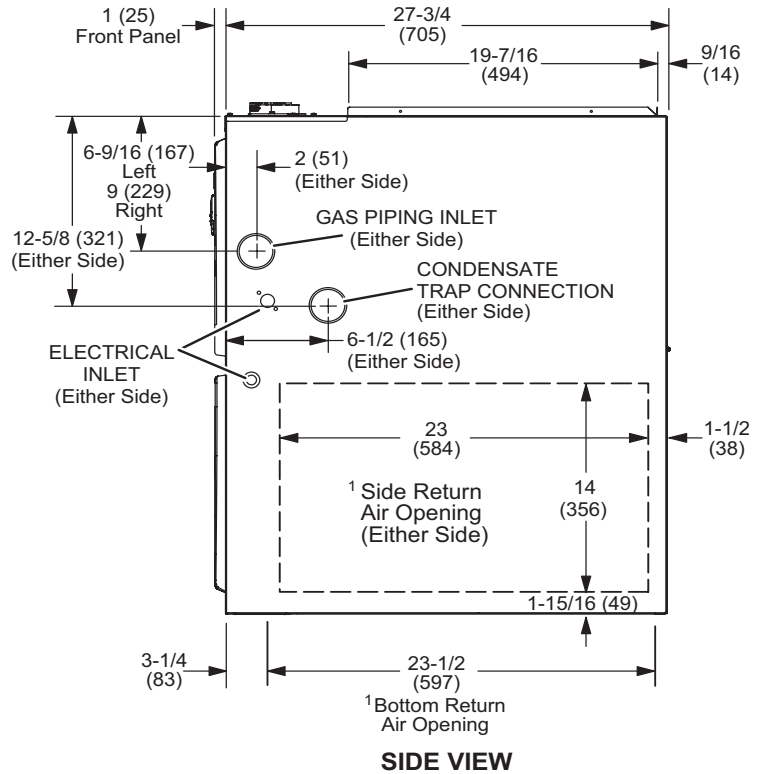 1 (25)
Front Panel
27-3/4
(705)
19-7/16
(494)
9/16
(14)
6-9/16 (167)
Left
9 (229)
Right
2 (51)
(Either Side)
12-5/8 (321)
(Either Side)
GAS PIPING INLET
(Either Side)
CONDENSATE
TRAP CONNECTION
(Either Side)
6-1/2 (165)
(Either Side)
ELECTRICAL
INLET
(Either Side)
23
(584)
1-1/2
(38)
1 Side Return
Air Opening
(Either Side)
14
(356)
1-15/16 (49)
3-1/4
(83)
23-1/2
(597)
1 Bottom Return
Air Opening
SIDE VIEW